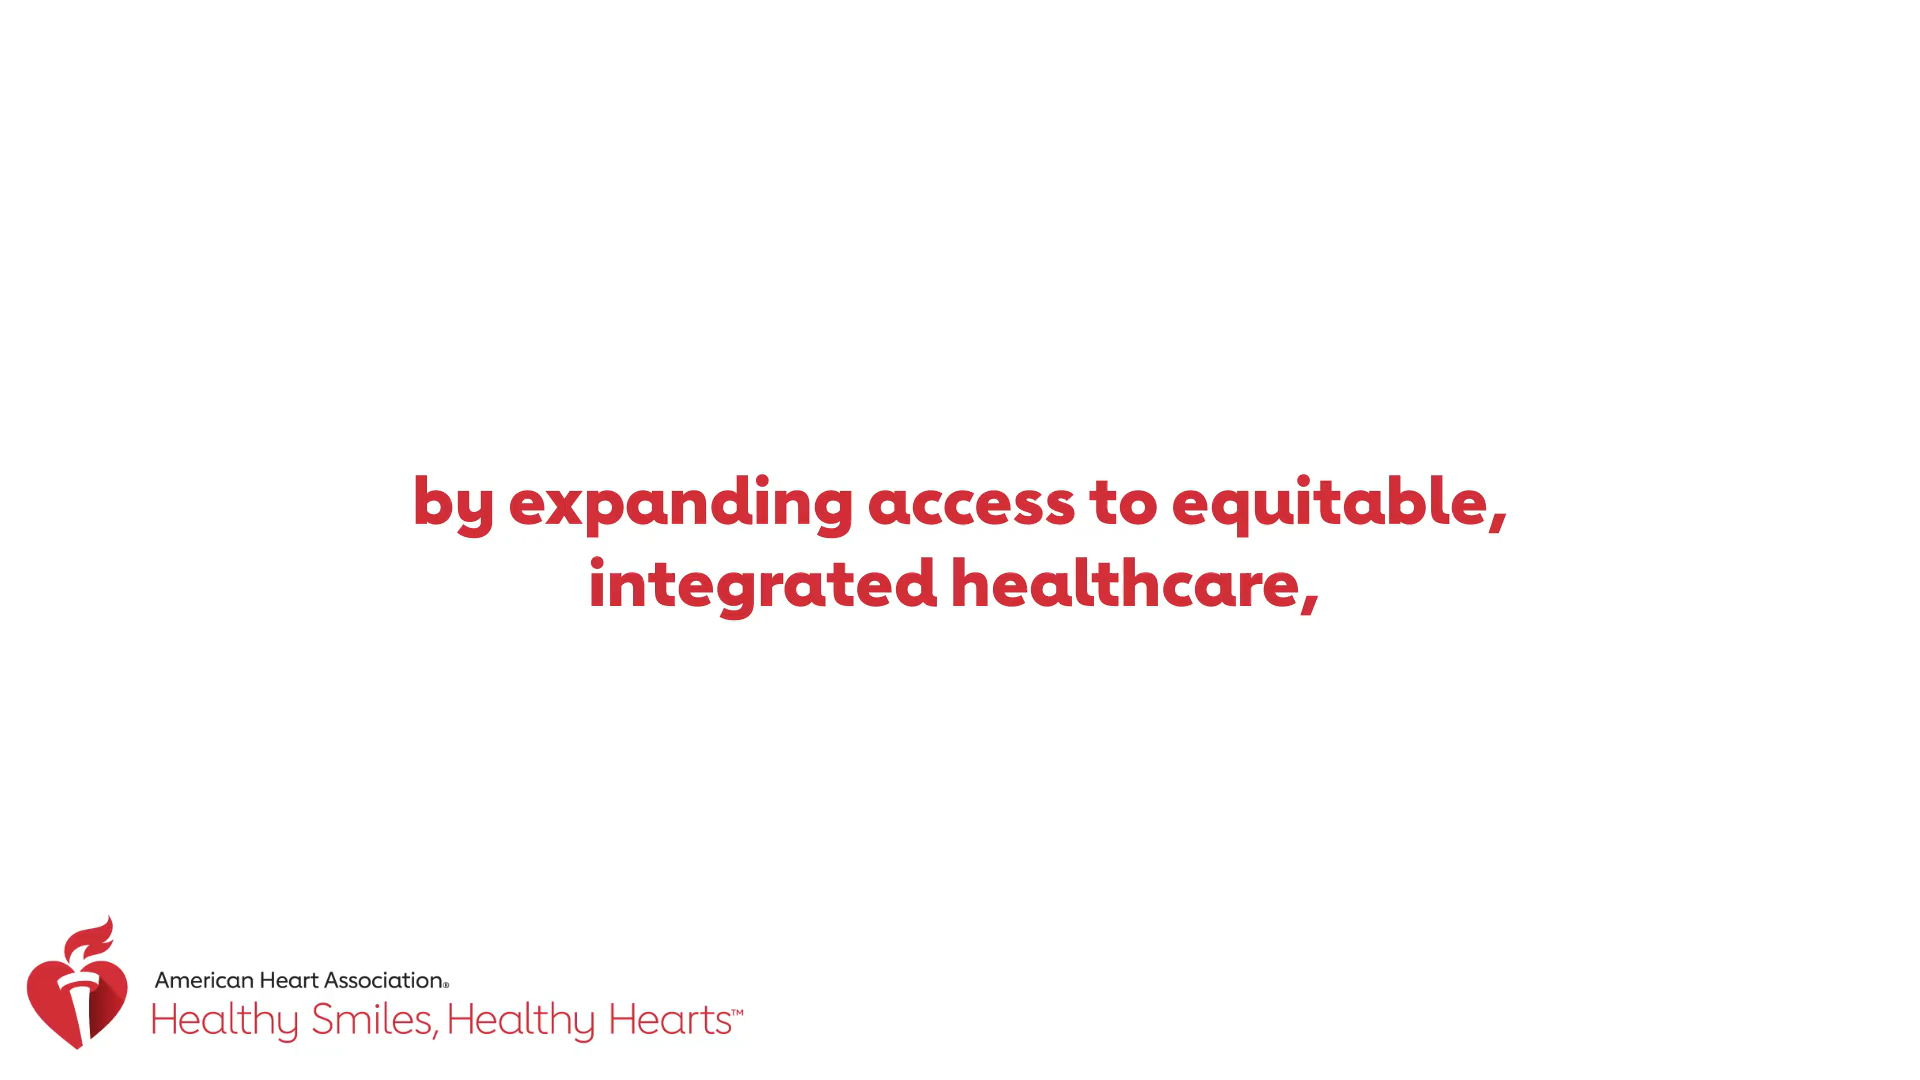 by expanding access to equitable,
integrated healthcare,
American Heart Association®
Healthy Smiles, Healthy Hearts™